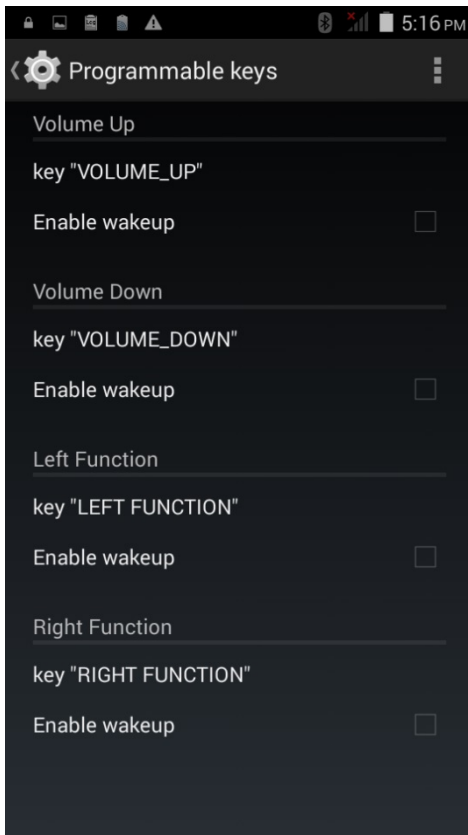 5:16 PM
Programmable keys
Volume Up
key "VOLUME_UP"
Enable wakeup
Volume Down
key "VOLUME_DOWN"
Enable wakeup
Left Function
key "LEFT FUNCTION"
Enable wakeup
Right Function
key "RIGHT FUNCTION"
Enable wakeup